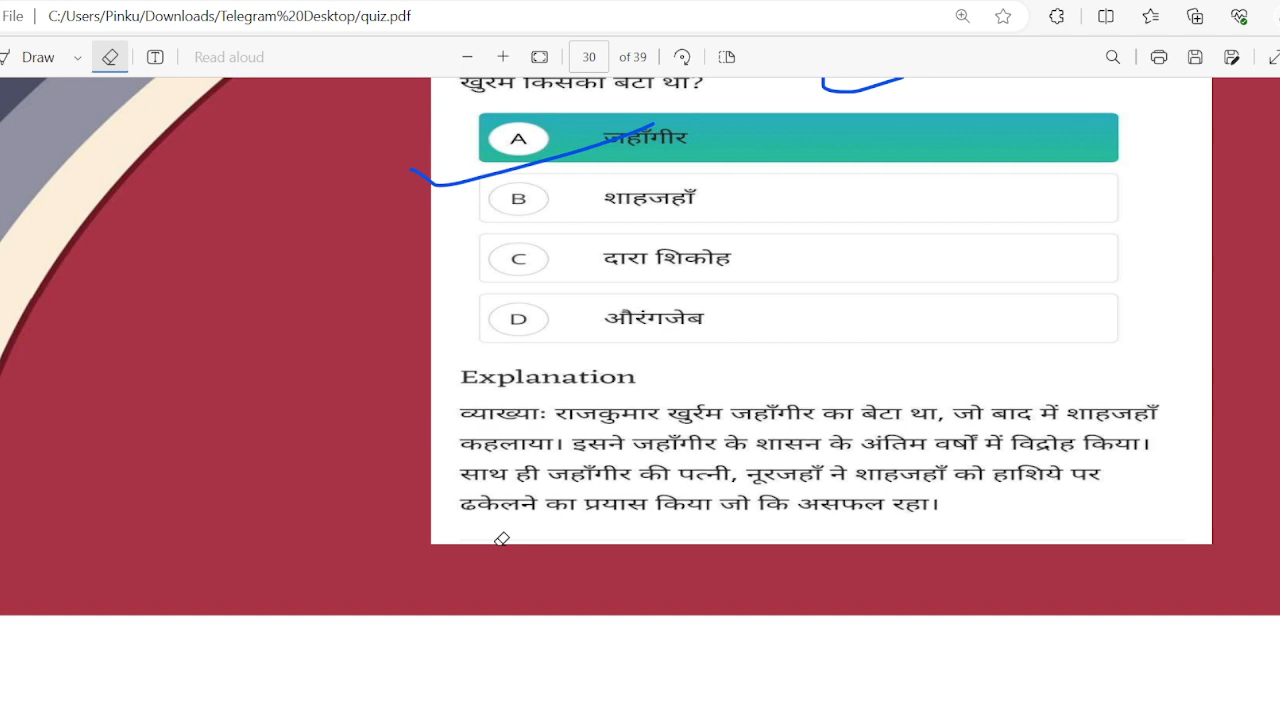 File
C:/Users/Pinku/Downloads/Telegram%20Desktop/quiz.pdf
Draw
Read aloud
30 of 39
खुर्रम किसका बेटा था?
A जहाँगीर
B शाहजहाँ
C दारा शिकोह
D औरंगजेब
Explanation
व्याख्याः राजकुमार खुर्रम जहाँगीर का बेटा था, जो बाद में शाहजहाँ
कहलाया। इसने जहाँगीर के शासन के अंतिम वर्षों में विद्रोह किया।
साथ ही जहाँगीर की पत्नी, नूरजहाँ ने शाहजहाँ को हाशिये पर
ढकेलने का प्रयास किया जो कि असफल रहा।